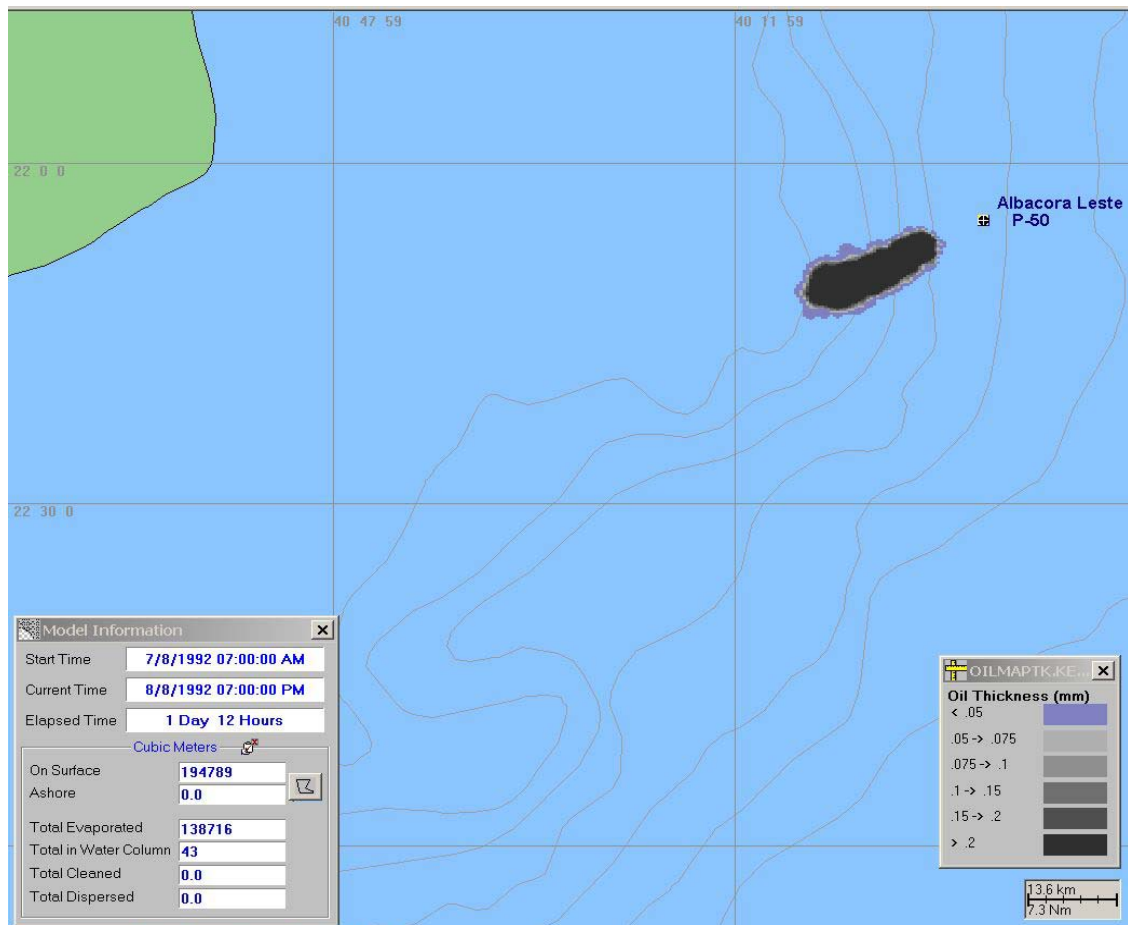 40 47 59
40 11 59
22 0 0
Albacora Leste
P-50
22 30 0
Model Information
Start Time 7/8/1992 07:00:00 AM
Current Time 8/8/1992 07:00:00 PM
Elapsed Time 1 Day 12 Hours
Cubic Meters
On Surface 194789
Ashore 0.0
Total Evaporated 138716
Total in Water Column 43
Total Cleaned 0.0
Total Dispersed 0.0
OILMAPTK.KE...
Oil Thickness (mm)
< .05
.05 -> .075
.075 -> .1
.1 -> .15
.15 -> .2
> .2
13.6 km
7.3 Nm